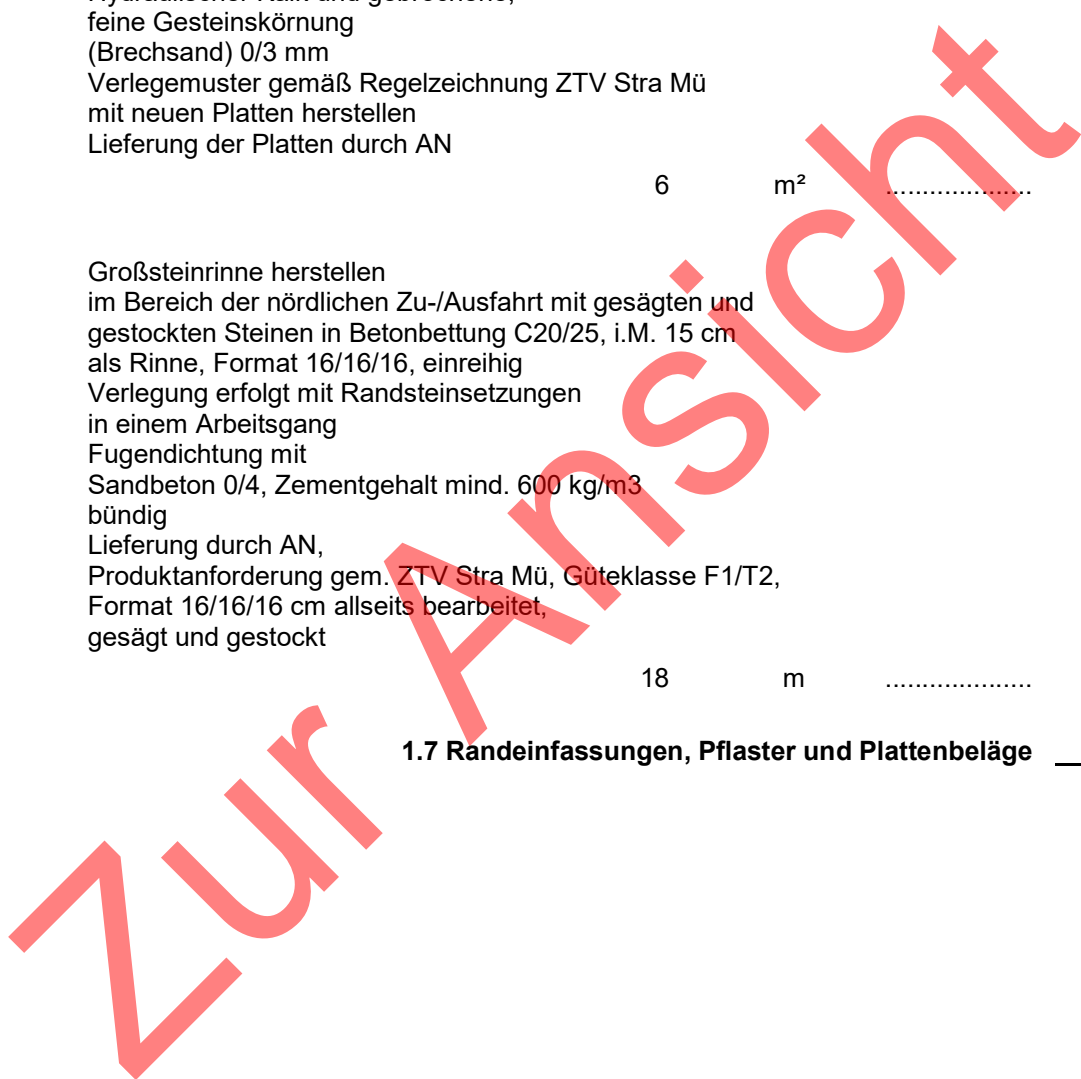 Hydraulischer Kalk und gebrochene,
feine Gesteinskörnung
(Brechsand) 0/3 mm
Verlegemuster gemäß Regelzeichnung ZTV Stra Mü
mit neuen Platten herstellen
Lieferung der Platten durch AN
6 m² ....................
Großsteinrinne herstellen
im Bereich der nördlichen Zu-/Ausfahrt mit gesägten und
gestockten Steinen in Betonbettung C20/25, i.M. 15 cm
als Rinne, Format 16/16/16, einreihig
Verlegung erfolgt mit Randsteinsetzungen
in einem Arbeitsgang
Fugendichtung mit
Sandbeton 0/4, Zementgehalt mind. 600 kg/m3
bündig
Lieferung durch AN,
Produktanforderung gem. ZTV Stra Mü, Güteklasse F1/T2,
Format 16/16/16 cm allseits bearbeitet,
gesägt und gestockt
18 m ....................
1.7 Randeinfassungen, Pflaster und Plattenbeläge
Zur Ansicht